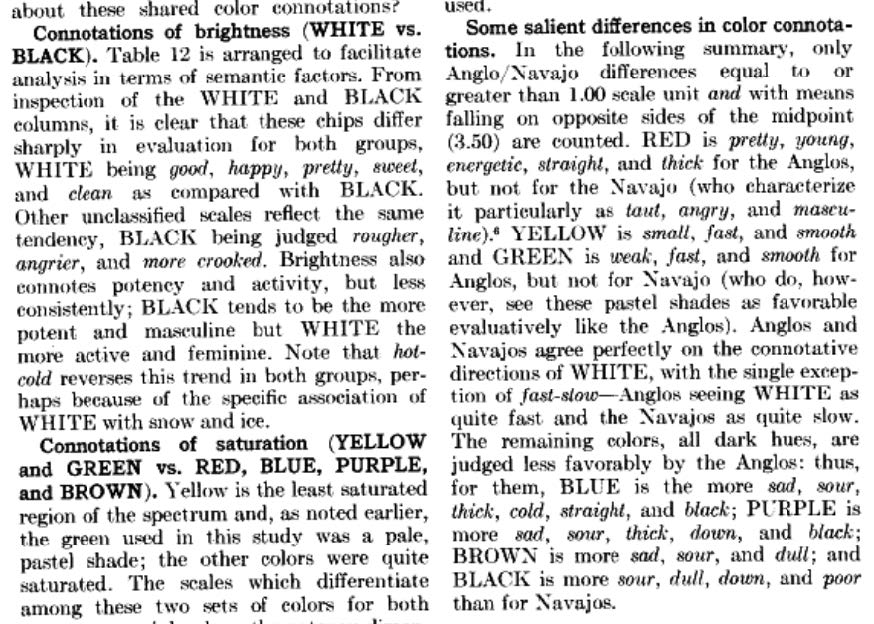 about these shared color connotations?
Connotations of brightness (WHITE vs.
BLACK). Table 12 is arranged to facilitate
analysis in terms of semantic factors. From
inspection of the WHITE and BLACK
columns, it is clear that these chips differ
sharply in evaluation for both groups,
WHITE being good, happy, pretty, sweet,
and clean as compared with BLACK.
Other unclassified scales reflect the same
tendency, BLACK being judged rougher,
angrier, and more crooked. Brightness also
connotes potency and activity, but less
consistently; BLACK tends to be the more
potent and masculine but WHITE the
more active and feminine. Note that hot-
cold reverses this trend in both groups, per-
haps because of the specific association of
WHITE with snow and ice.
Connotations of saturation (YELLOW
and GREEN vs. RED, BLUE, PURPLE,
and BROWN). Yellow is the least saturated
region of the spectrum and, as noted earlier,
the green used in this study was a pale,
pastel shade; the other colors were quite
saturated. The scales which differentiate
among these two sets of colors for both
used.
Some salient differences in color connota-
tions. In the following summary, only
Anglo/Navajo differences equal to or
greater than 1.00 scale unit and with means
falling on opposite sides of the midpoint
(3.50) are counted. RED is pretty, young,
energetic, straight, and thick for the Anglos,
but not for the Navajo (who characterize
it particularly as taut, angry, and mascu-
line).⁶ YELLOW is small, fast, and smooth
and GREEN is weak, fast, and smooth for
Anglos, but not for Navajo (who do, how-
ever, see these pastel shades as favorable
evaluatively like the Anglos). Anglos and
Navajos agree perfectly on the connotative
directions of WHITE, with the single excep-
tion of fast-slow—Anglos seeing WHITE as
quite fast and the Navajos as quite slow.
The remaining colors, all dark hues, are
judged less favorably by the Anglos: thus,
for them, BLUE is the more sad, sour,
thick, cold, straight, and black; PURPLE is
more sad, sour, thick, down, and black;
BROWN is more sad, sour, and dull; and
BLACK is more sour, dull, down, and poor
than for Navajos.